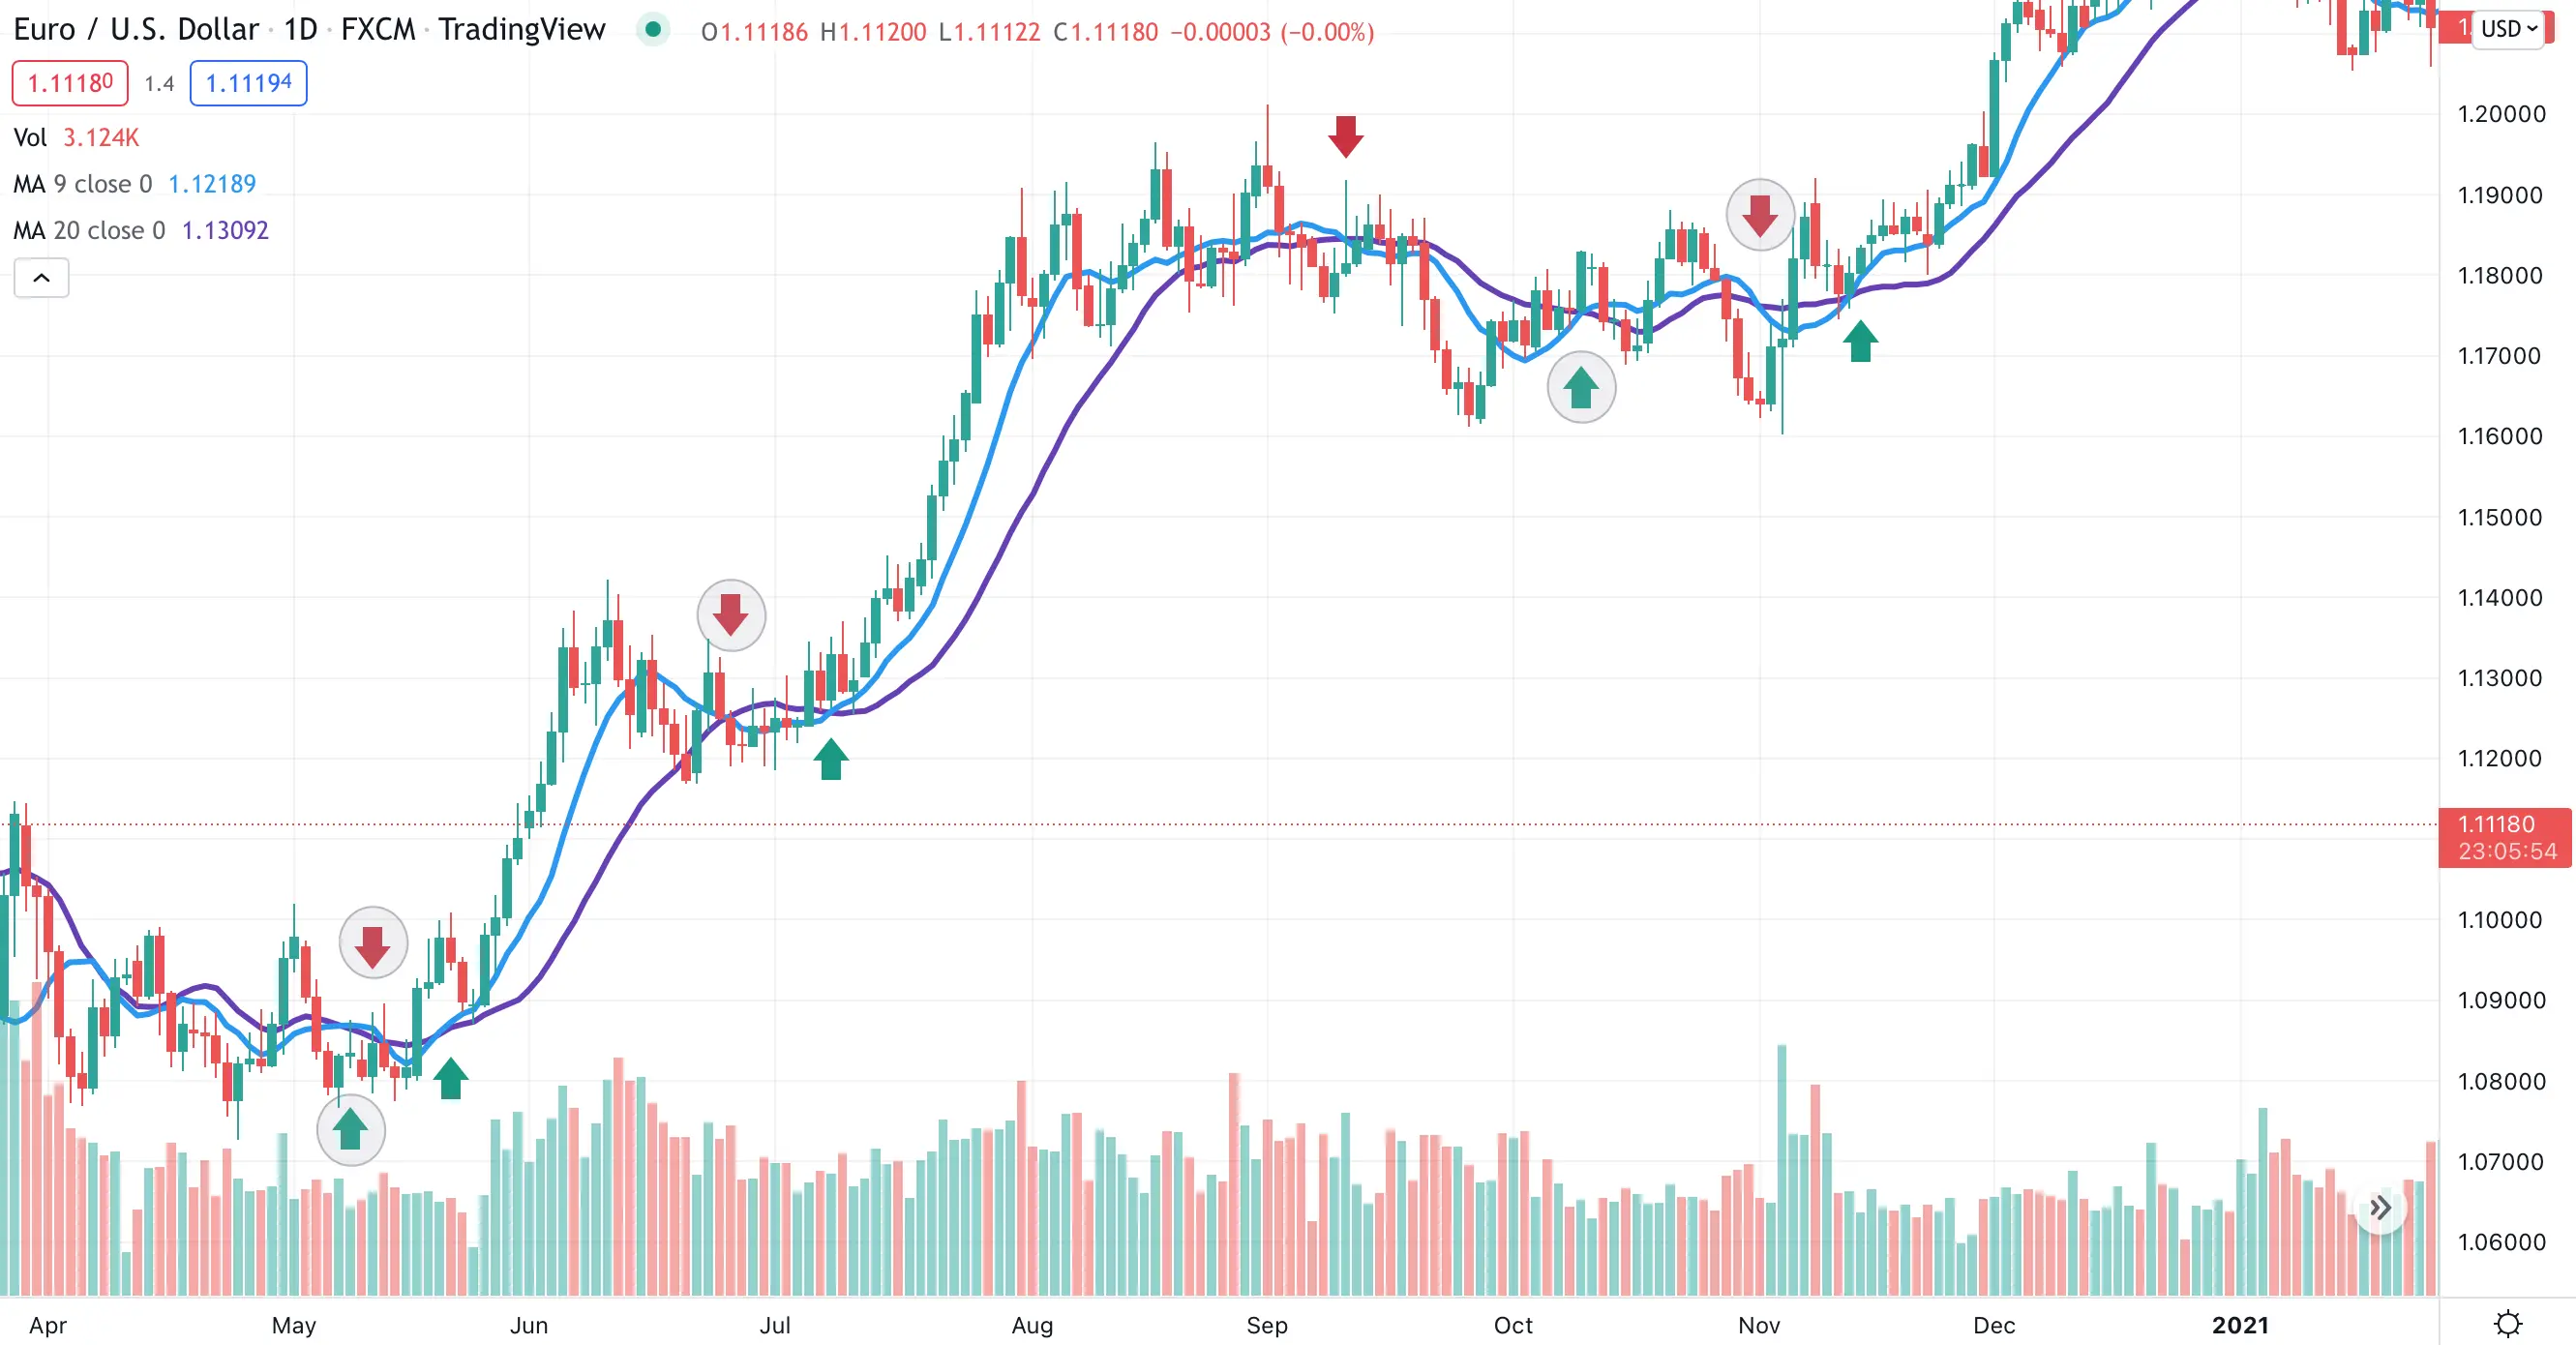 Euro / U.S. Dollar · 1D · FXCM · TradingView O1.11186 H1.11200 L1.11122 C1.11180 −0.00003 (−0.00%)
USD
1.11180 1.4 1.11194
Vol 3.124K
MA 9 close 0 1.12189
MA 20 close 0 1.13092
1.20000
1.19000
1.18000
1.17000
1.16000
1.15000
1.14000
1.13000
1.12000
1.11180
23:05:54
1.10000
1.09000
1.08000
1.07000
1.06000
Apr May Jun Jul Aug Sep Oct Nov Dec 2021